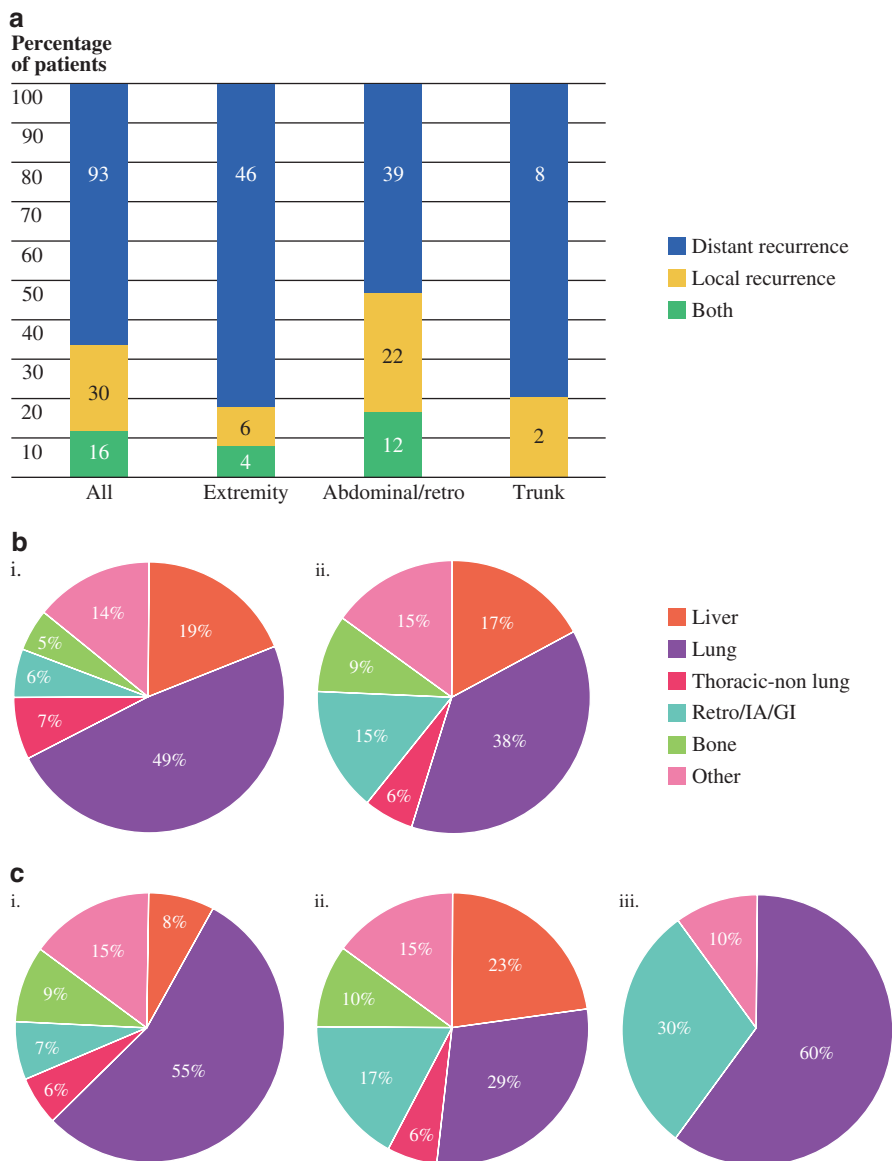 a
Percentage
of patients
100
90
80
70
60
50
40
30
20
10
93
46
39
8
30
6
22
2
16
4
12
All
Extremity
Abdominal/retro
Trunk
Distant recurrence
Local recurrence
Both
b
i.
14%
19%
5%
6%
7%
49%
ii.
15%
17%
9%
15%
38%
6%
Liver
Lung
Thoracic-non lung
Retro/IA/GI
Bone
Other
c
i.
15%
8%
9%
7%
6%
55%
ii.
15%
23%
10%
17%
29%
6%
iii.
10%
30%
60%